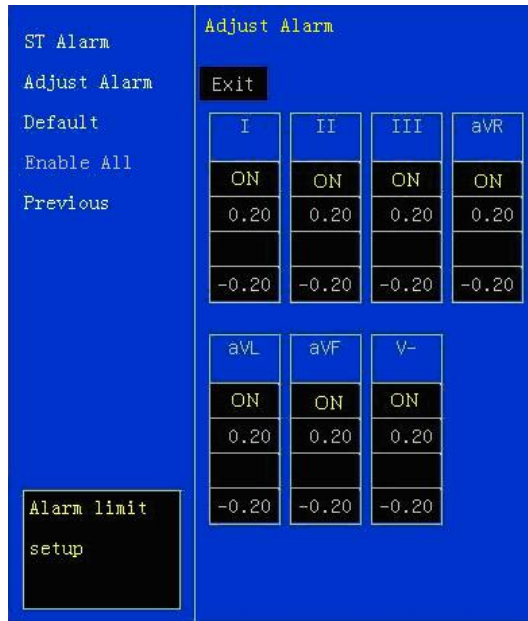 ST Alarm
Adjust Alarm
Default
Enable All
Previous
Alarm limit
setup
Adjust Alarm
Exit
I II III aVR
ON ON ON ON
0.20 0.20 0.20 0.20
-0.20 -0.20 -0.20 -0.20
aVL aVF V-
ON ON ON
0.20 0.20 0.20
-0.20 -0.20 -0.20